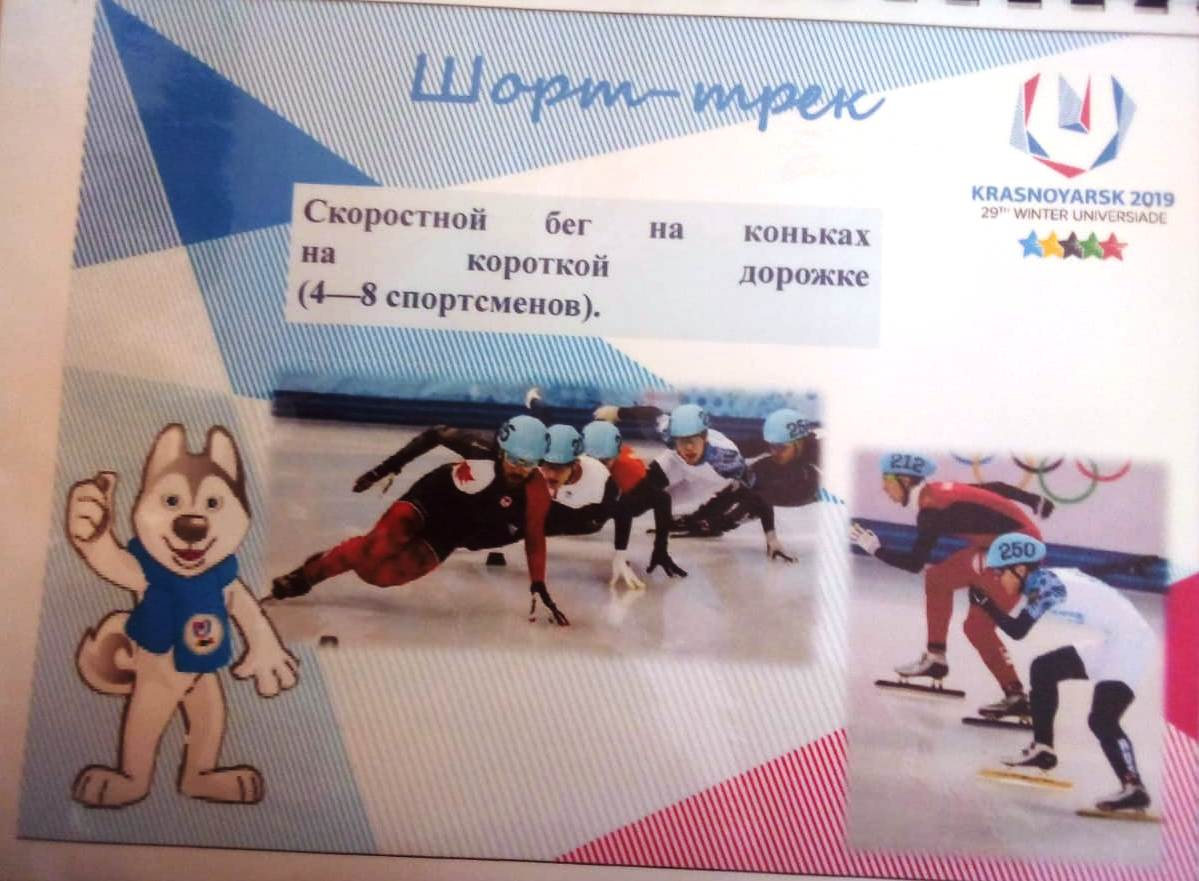 Шорт-трек
KRASNOYARSK 2019
29TH WINTER UNIVERSIADE
Скоростной бег на коньках
на короткой дорожке
(4—8 спортсменов).
212
250